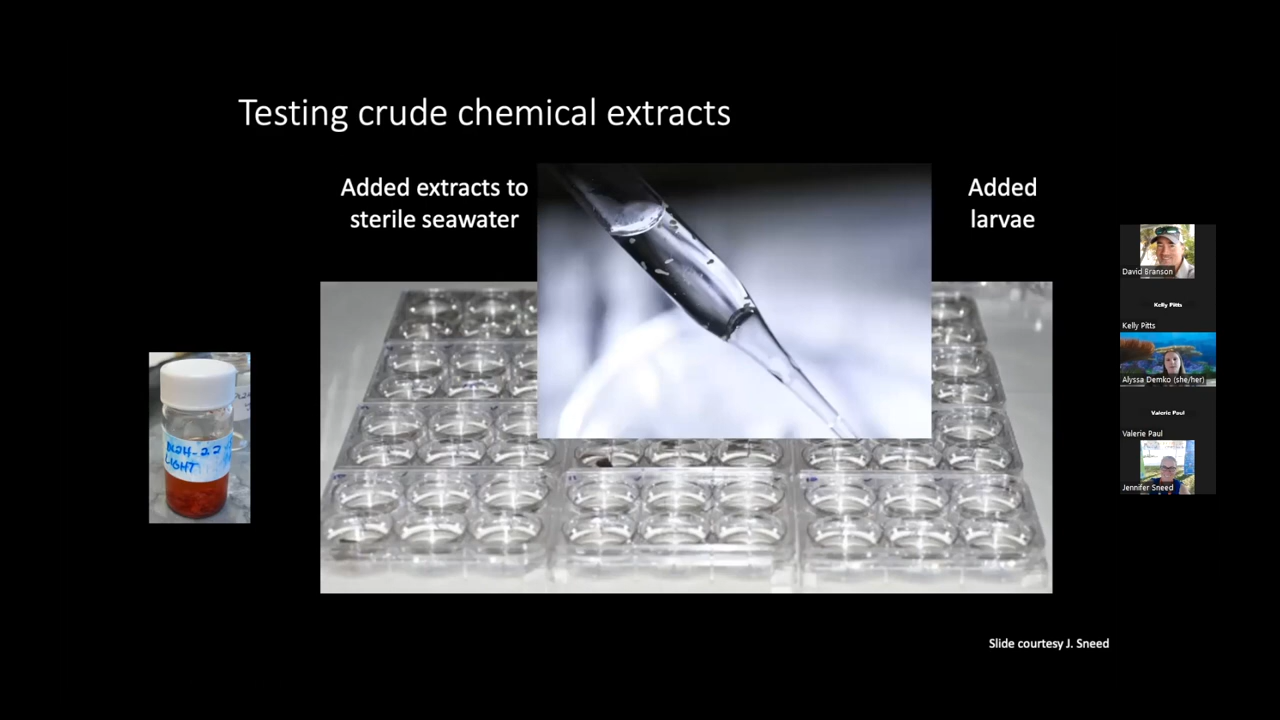 Testing crude chemical extracts
Added extracts to
sterile seawater
Added
larvae
LIGHT
David Branson
Kelly Pitts
Kelly Pitts
Alyssa Demko (she/her)
Valerie Paul
Valerie Paul
Jennifer Sneed
Slide courtesy J. Sneed